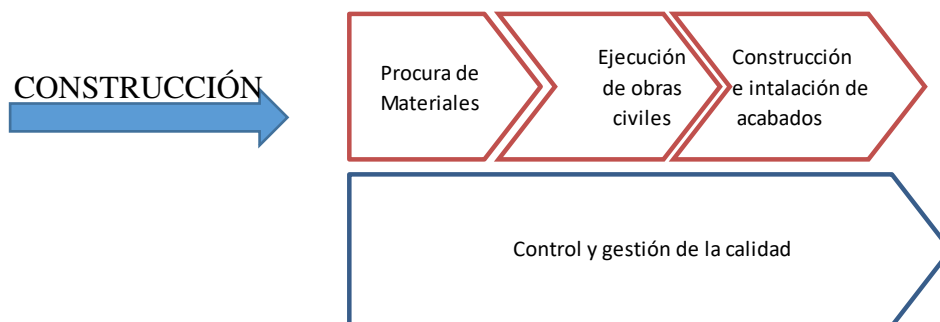 CONSTRUCCIÓN
Procura de
Materiales
Ejecución
de obras
civiles
Construcción
e intalación de
acabados
Control y gestión de la calidad